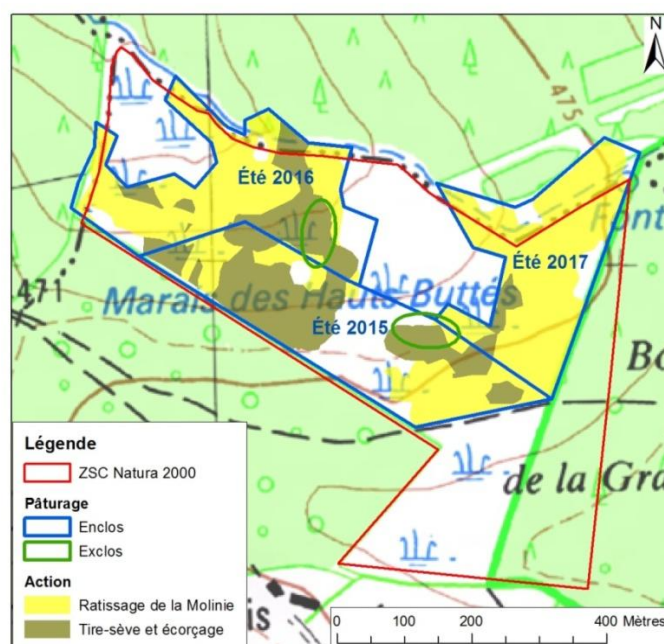 N
475
Été 2016
Font
Été 2017
471
Marais des Hauts Buttés
Été 2015
Bo
de la Gra
Légende
ZSC Natura 2000
Pâturage
Enclos
Exclos
Action
Ratissage de la Molinie
Tire-sève et écorçage
is
0 100 200 400 Mètres